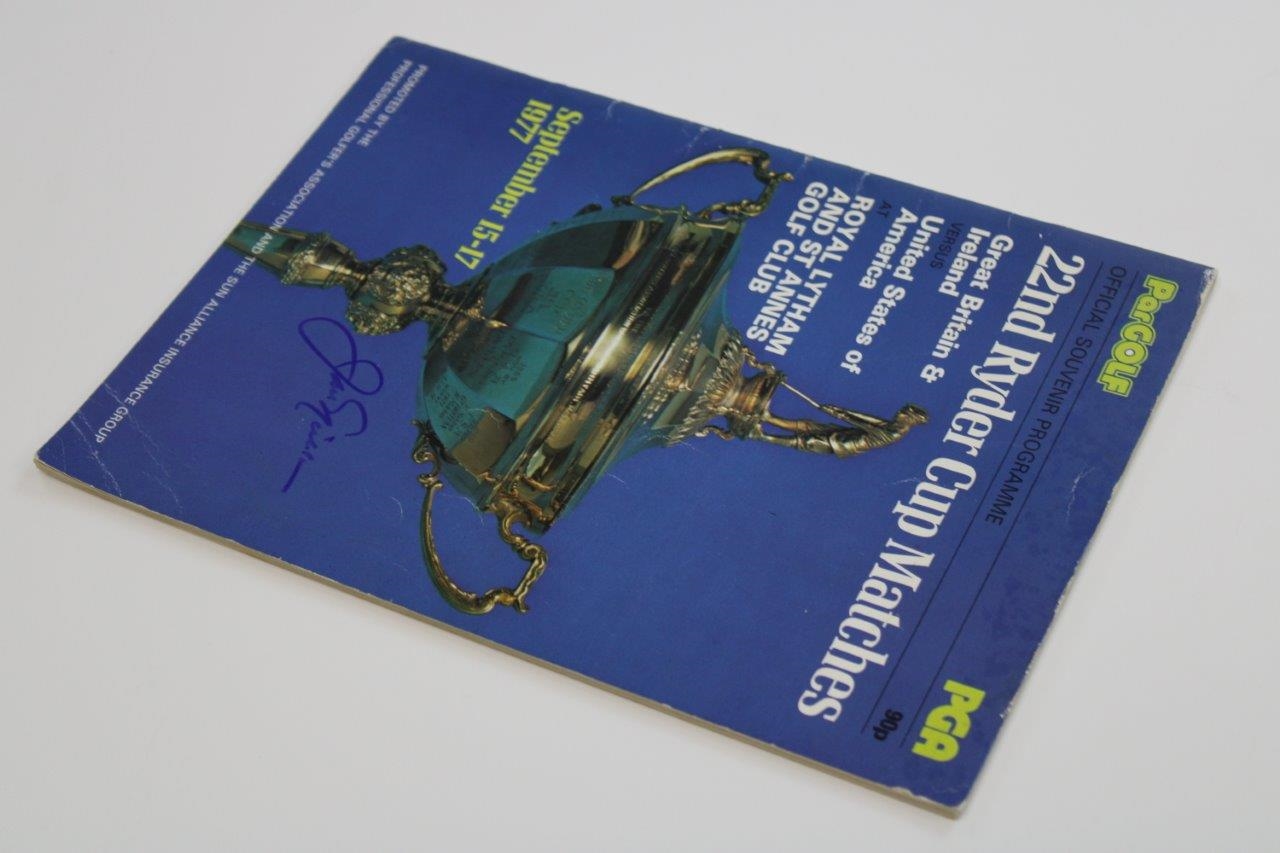 ParGOLF
PGA
OFFICIAL SOUVENIR PROGRAMME
90p
22nd Ryder Cup Matches
Great Britain &
Ireland
VERSUS
United States of
America
AT
ROYAL LYTHAM
AND ST ANNES
GOLF CLUB
September 15-17
1977
PROMOTED BY THE
PROFESSIONAL GOLFER'S ASSOCIATION AND THE SUN ALLIANCE INSURANCE GROUP